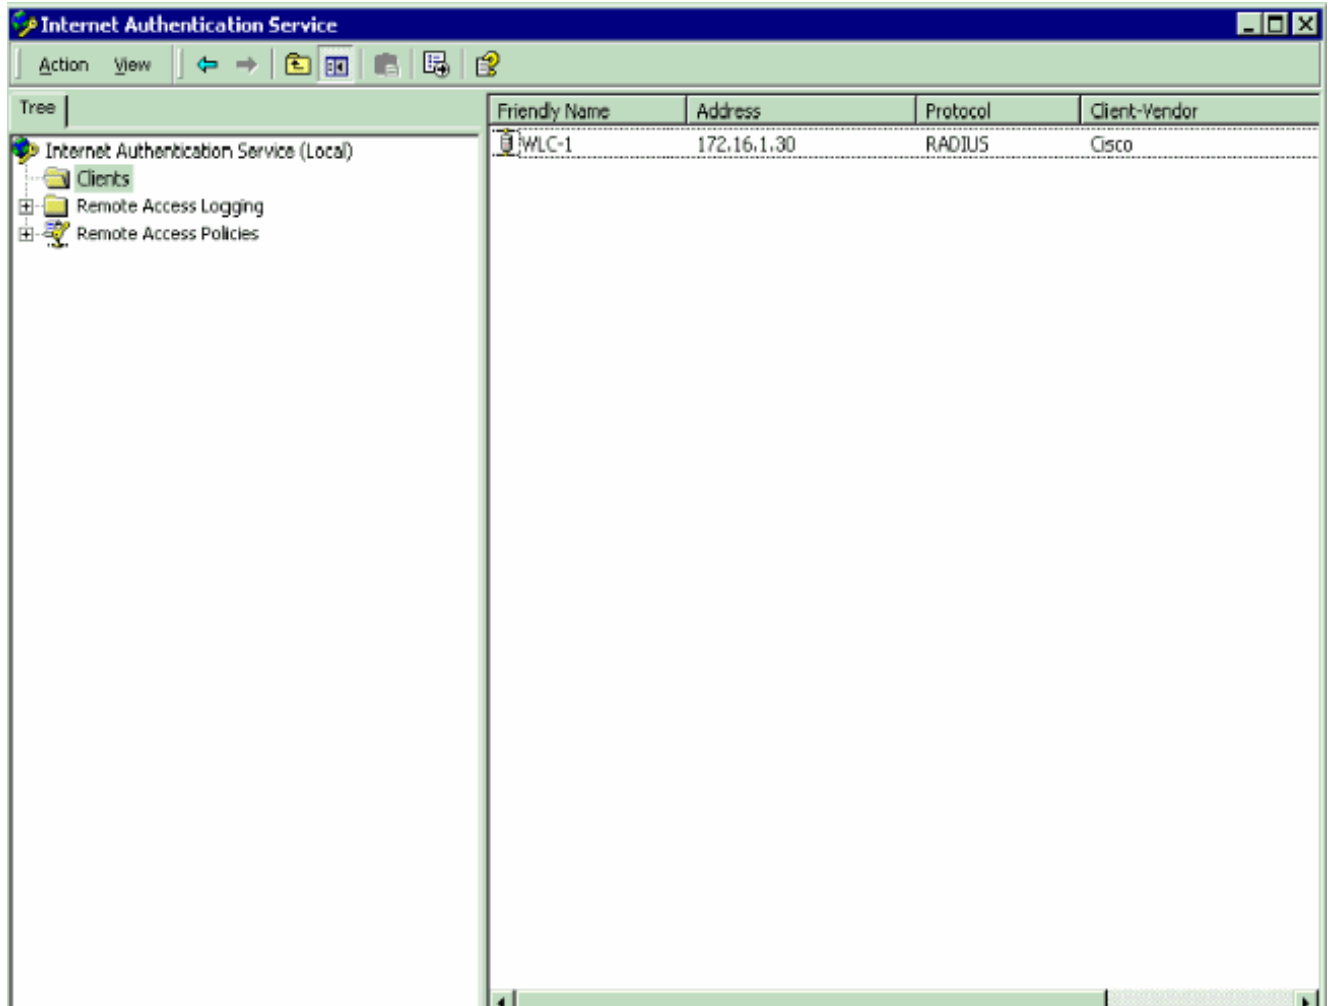 Internet Authentication Service
Action View
Tree
Internet Authentication Service (Local)
Clients
Remote Access Logging
Remote Access Policies
Friendly Name Address Protocol Client-Vendor
WLC-1 172.16.1.30 RADIUS Cisco